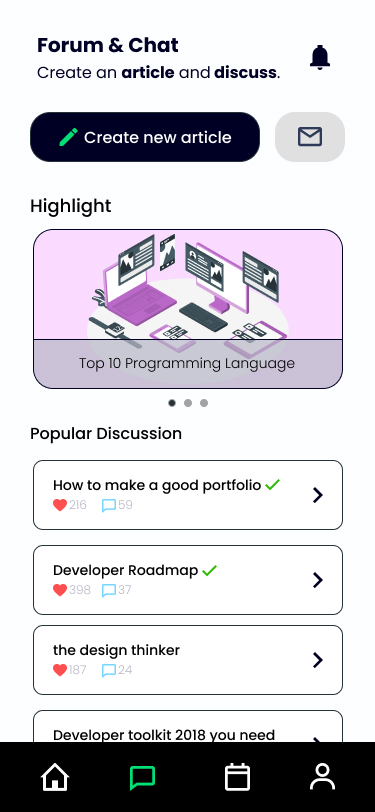 Forum & Chat
Create an article and discuss.
Create new article
Highlight
Top 10 Programming Language
Popular Discussion
How to make a good portfolio
216 59
Developer Roadmap
398 37
the design thinker
187 24
Developer toolkit 2018 you need